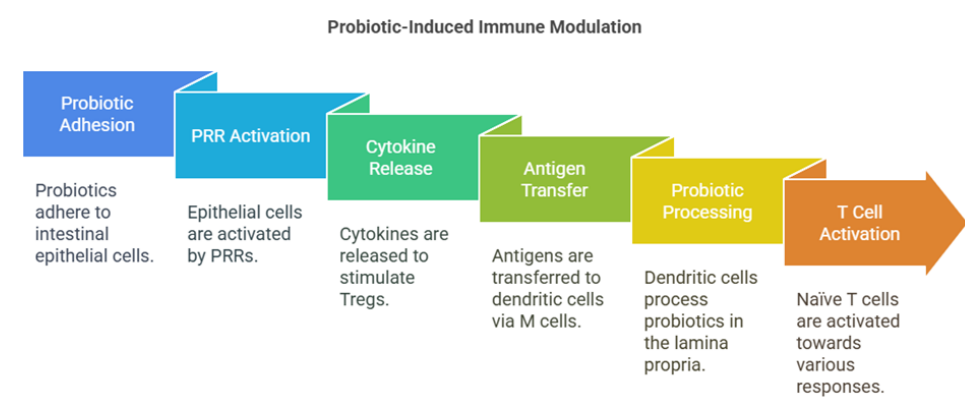 Probiotic-Induced Immune Modulation
Probiotic
Adhesion
Probiotics
adhere to
intestinal
epithelial cells.
PRR Activation
Epithelial cells
are activated
by PRRs.
Cytokine
Release
Cytokines are
released to
stimulate
Tregs.
Antigen
Transfer
Antigens are
transferred to
dendritic cells
via M cells.
Probiotic
Processing
Dendritic cells
process
probiotics in
the lamina
propria.
T Cell
Activation
Naïve T cells
are activated
towards
various
responses.